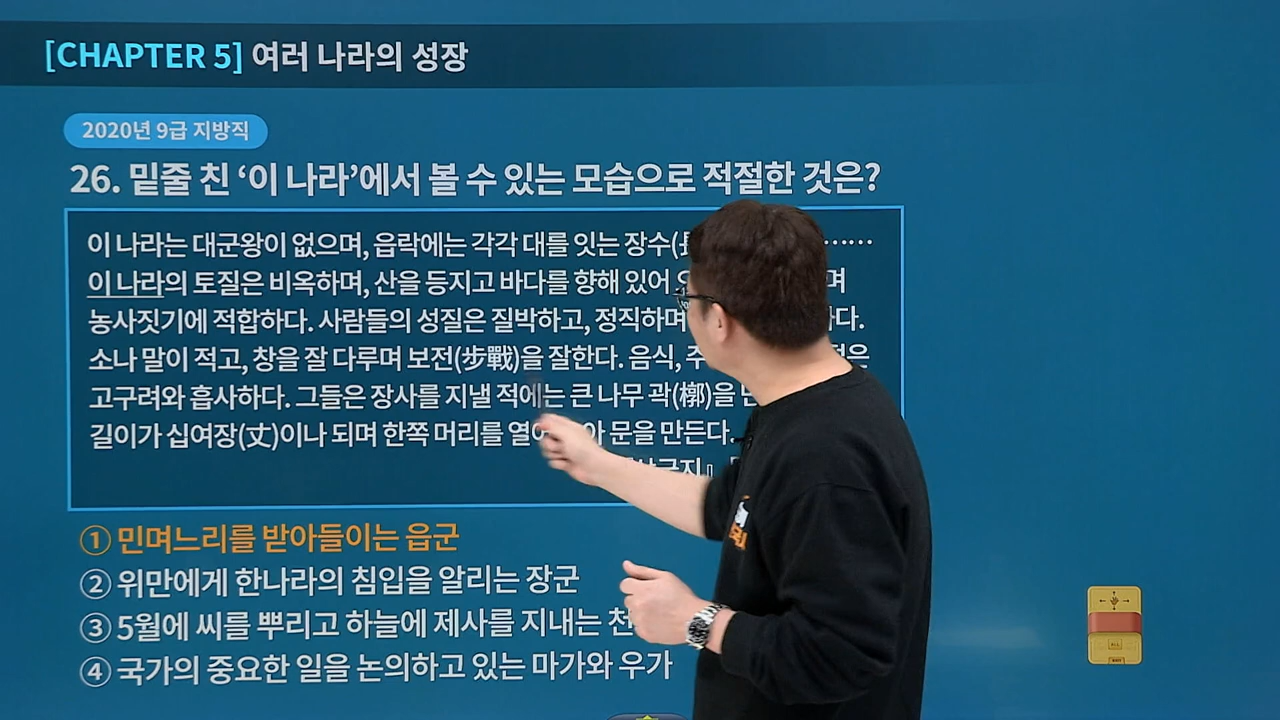 [CHAPTER 5] 여러 나라의 성장
2020년 9급 지방직
26. 밑줄 친 ‘이 나라’에서 볼 수 있는 모습으로 적절한 것은?
이 나라는 대군왕이 없으며, 읍락에는 각각 대를 잇는 장수( ……
이 나라의 토질은 비옥하며, 산을 등지고 바다를 향해 있어 며
농사짓기에 적합하다. 사람들의 성질은 질박하고, 정직하며 다.
소나 말이 적고, 창을 잘 다루며 보전(步戰)을 잘한다. 음식, 은
고구려와 흡사하다. 그들은 장사를 지낼 적에는 큰 나무 곽(槨)을
길이가 십여장(丈)이나 되며 한쪽 머리를 문을 만든다.
① 민며느리를 받아들이는 읍군
② 위만에게 한나라의 침입을 알리는 장군
③ 5월에 씨를 뿌리고 하늘에 제사를 지내는 천
④ 국가의 중요한 일을 논의하고 있는 마가와 우가